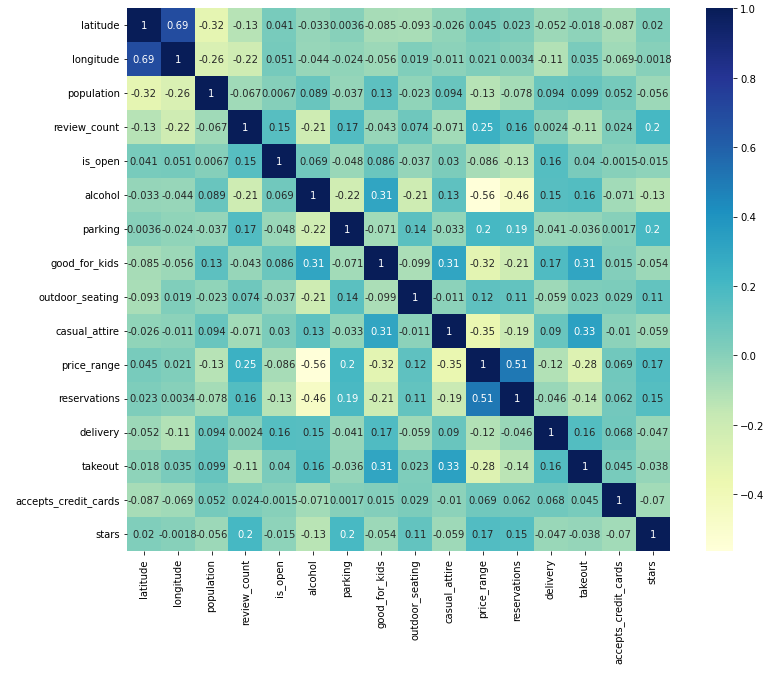 latitude 1 0.69 -0.32 -0.13 0.041 -0.033 0.0036 -0.085 -0.093 -0.026 0.045 0.023 -0.052 -0.018 -0.087 0.02
longitude 0.69 1 -0.26 -0.22 0.051 -0.044 -0.024 -0.056 0.019 -0.011 0.021 0.0034 -0.11 0.035 -0.069 -0.0018
population -0.32 -0.26 1 -0.067 0.0067 0.089 -0.037 0.13 -0.023 0.094 -0.13 -0.078 0.094 0.099 0.052 -0.056
review_count -0.13 -0.22 -0.067 1 0.15 -0.21 0.17 -0.043 0.074 -0.071 0.25 0.16 0.0024 -0.11 0.024 0.2
is_open 0.041 0.051 0.0067 0.15 1 0.069 -0.048 0.086 -0.037 0.03 -0.086 -0.13 0.16 0.04 -0.0015 -0.015
alcohol -0.033 -0.044 0.089 -0.21 0.069 1 -0.22 0.31 -0.21 0.13 -0.56 -0.46 0.15 0.16 -0.071 -0.13
parking 0.0036 -0.024 -0.037 0.17 -0.048 -0.22 1 -0.071 0.14 -0.033 0.2 0.19 -0.041 -0.036 0.0017 0.2
good_for_kids -0.085 -0.056 0.13 -0.043 0.086 0.31 -0.071 1 -0.099 0.31 -0.32 -0.21 0.17 0.31 0.015 -0.054
outdoor_seating -0.093 0.019 -0.023 0.074 -0.037 -0.21 0.14 -0.099 1 -0.011 0.12 0.11 -0.059 0.023 0.029 0.11
casual_attire -0.026 -0.011 0.094 -0.071 0.03 0.13 -0.033 0.31 -0.011 1 -0.35 -0.19 0.09 0.33 -0.01 -0.059
price_range 0.045 0.021 -0.13 0.25 -0.086 -0.56 0.2 -0.32 0.12 -0.35 1 0.51 -0.12 -0.28 0.069 0.17
reservations 0.023 0.0034 -0.078 0.16 -0.13 -0.46 0.19 -0.21 0.11 -0.19 0.51 1 -0.046 -0.14 0.062 0.15
delivery -0.052 -0.11 0.094 0.0024 0.16 0.15 -0.041 0.17 -0.059 0.09 -0.12 -0.046 1 0.16 0.068 -0.047
takeout -0.018 0.035 0.099 -0.11 0.04 0.16 -0.036 0.31 0.023 0.33 -0.28 -0.14 0.16 1 0.045 -0.038
accepts_credit_cards -0.087 -0.069 0.052 0.024 -0.0015 -0.071 0.0017 0.015 0.029 -0.01 0.069 0.062 0.068 0.045 1 -0.07
stars 0.02 -0.0018 -0.056 0.2 -0.015 -0.13 0.2 -0.054 0.11 -0.059 0.17 0.15 -0.047 -0.038 -0.07 1
latitude
longitude
population
review_count
is_open
alcohol
parking
good_for_kids
outdoor_seating
casual_attire
price_range
reservations
delivery
takeout
accepts_credit_cards
stars
1.0
0.8
0.6
0.4
0.2
0.0
−0.2
−0.4